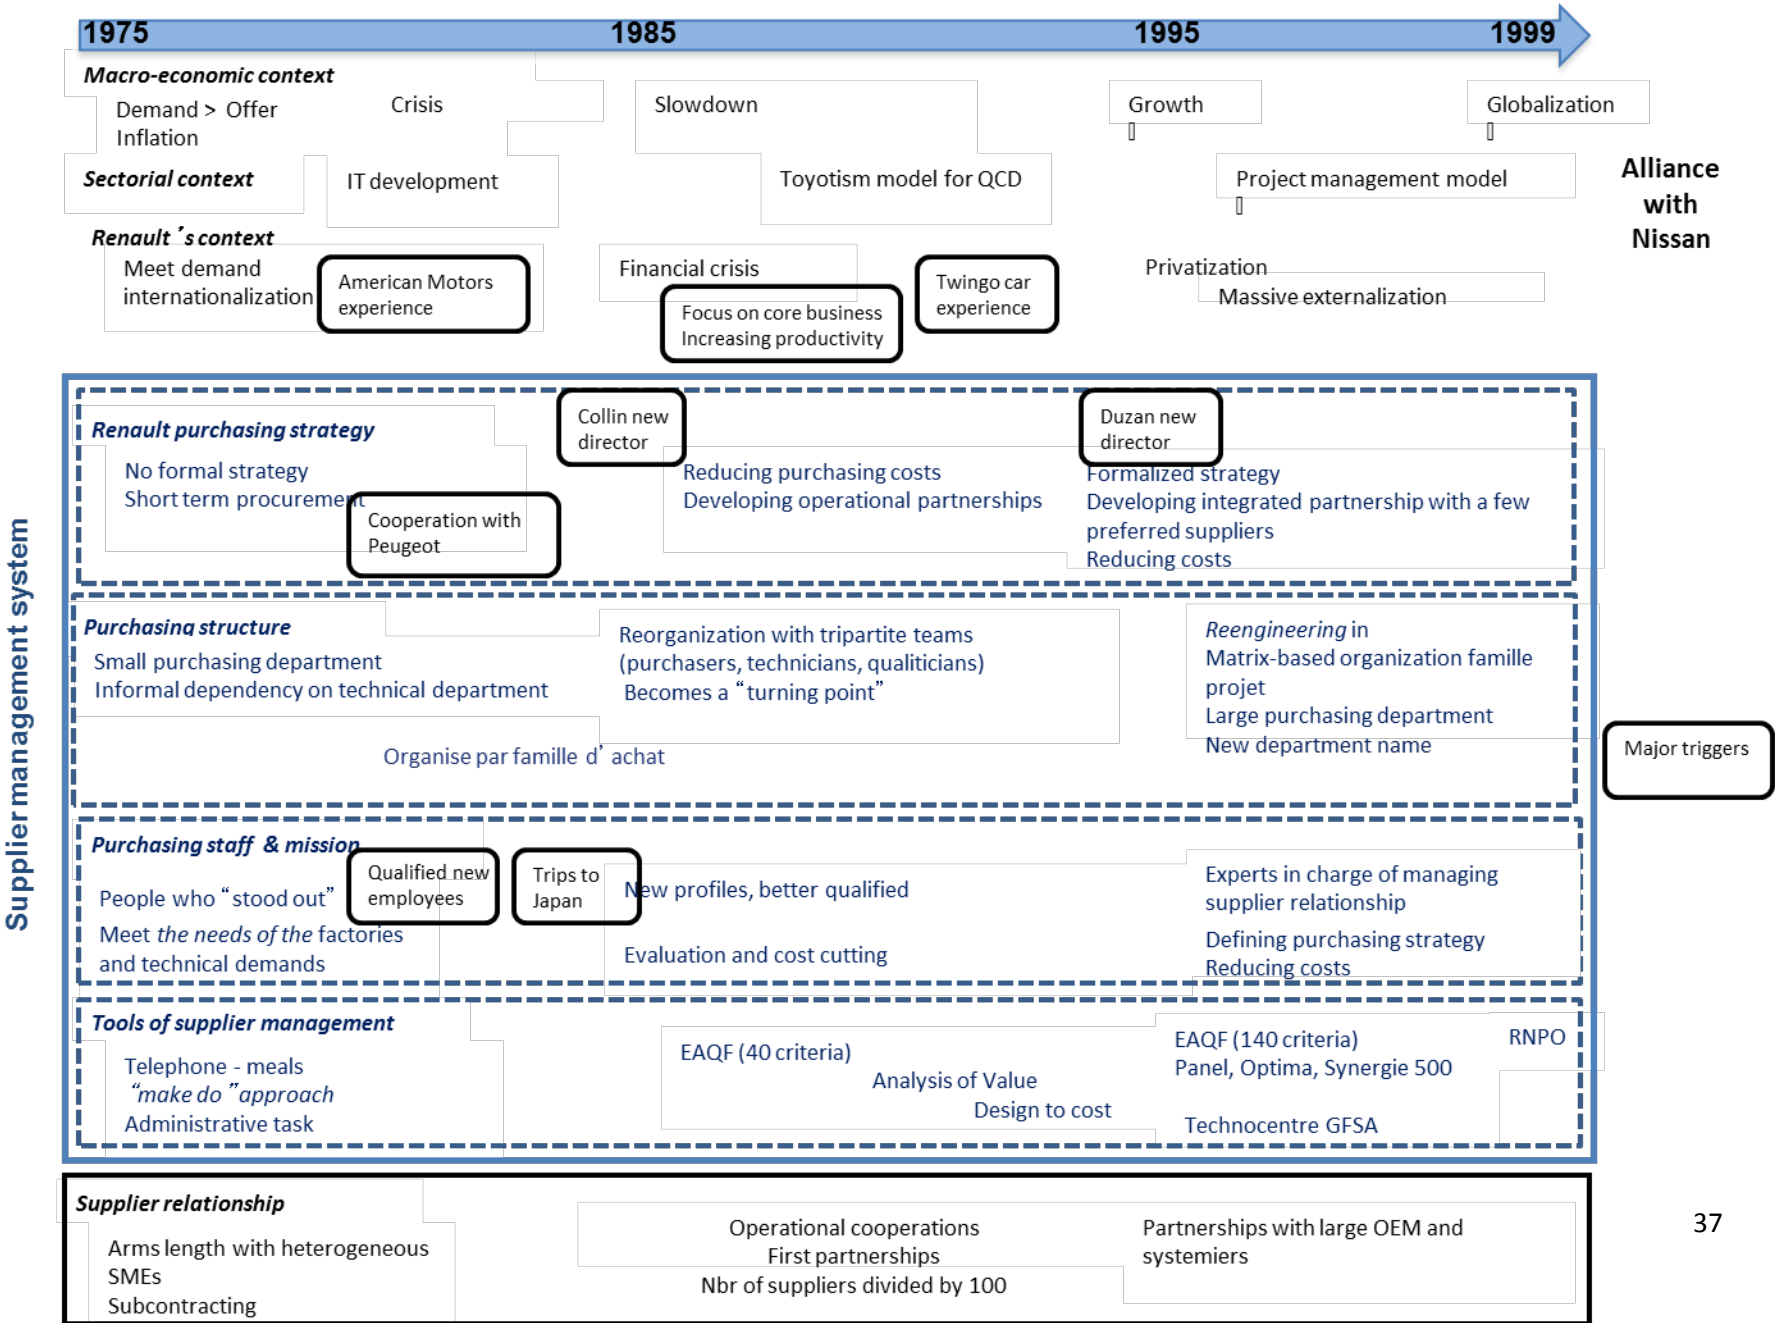 1975 1985 1995 1999
Macro-economic context
Demand > Offer
Inflation
Crisis
Slowdown
Growth
Globalization
Sectorial context
IT development
Toyotism model for QCD
Project management model
Alliance
with
Nissan
Renault ’s context
Meet demand
internationalization
American Motors
experience
Financial crisis
Focus on core business
Increasing productivity
Twingo car
experience
Privatization
Massive externalization
Supplier management system
Renault purchasing strategy
No formal strategy
Short term procurement
Cooperation with
Peugeot
Collin new
director
Reducing purchasing costs
Developing operational partnerships
Duzan new
director
Formalized strategy
Developing integrated partnership with a few
preferred suppliers
Reducing costs
Purchasing structure
Small purchasing department
Informal dependency on technical department
Reorganization with tripartite teams
(purchasers, technicians, qualiticians)
Becomes a “turning point”
Organise par famille d’ achat
Reengineering in
Matrix-based organization famille
projet
Large purchasing department
New department name
Major triggers
Purchasing staff & mission
People who “stood out”
Meet the needs of the factories
and technical demands
Qualified new
employees
Trips to
Japan
New profiles, better qualified
Evaluation and cost cutting
Experts in charge of managing
supplier relationship
Defining purchasing strategy
Reducing costs
Tools of supplier management
Telephone - meals
“make do ” approach
Administrative task
EAQF (40 criteria)
Analysis of Value
Design to cost
EAQF (140 criteria)
Panel, Optima, Synergie 500
Technocentre GFSA
RNPO
Supplier relationship
Arms length with heterogeneous
SMEs
Subcontracting
Operational cooperations
First partnerships
Nbr of suppliers divided by 100
Partnerships with large OEM and
systemiers
37